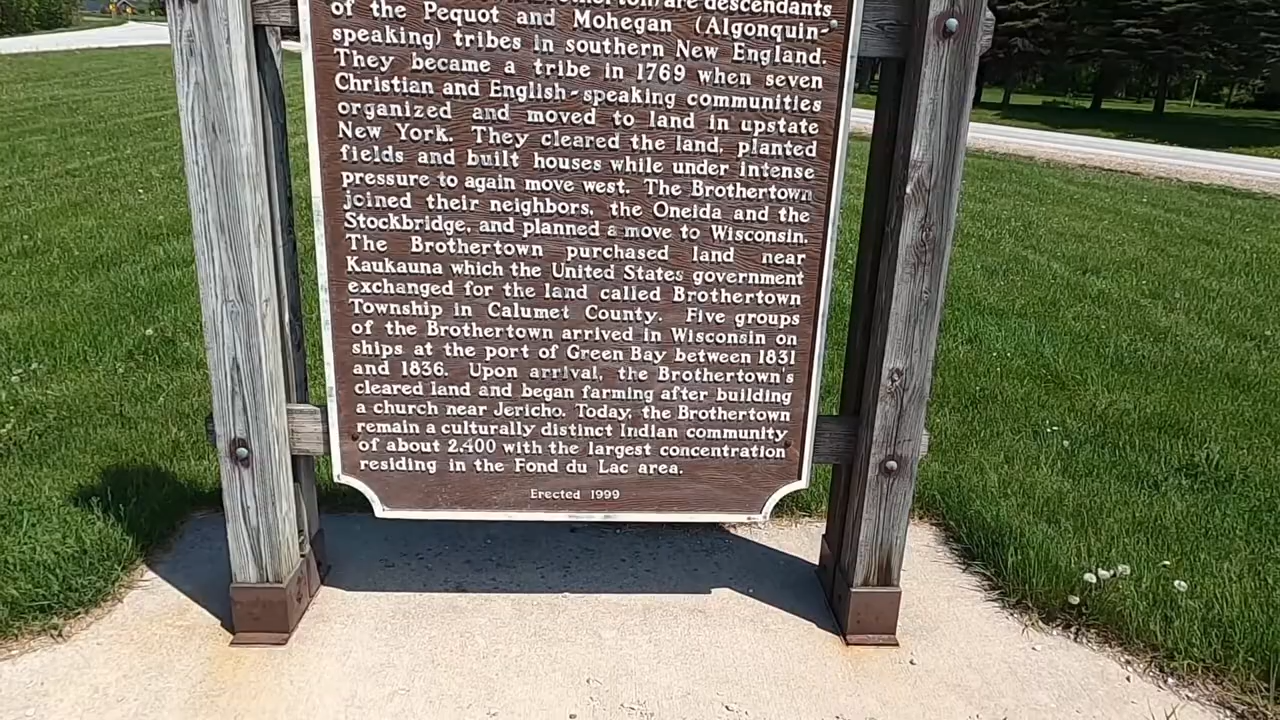 are descendants
of the Pequot and Mohegan (Algonquin-
speaking) tribes in southern New England.
They became a tribe in 1769 when seven
Christian and English-speaking communities
organized and moved to land in upstate
New York. They cleared the land, planted
fields and built houses while under intense
pressure to again move west. The Brothertown
joined their neighbors, the Oneida and the
Stockbridge, and planned a move to Wisconsin.
The Brothertown purchased land near
Kaukauna which the United States government
exchanged for the land called Brothertown
Township in Calumet County. Five groups
of the Brothertown arrived in Wisconsin on
ships at the port of Green Bay between 1831
and 1836. Upon arrival, the Brothertown's
cleared land and began farming after building
a church near Jericho. Today, the Brothertown
remain a culturally distinct Indian community
of about 2,400 with the largest concentration
residing in the Fond du Lac area.
Erected 1999